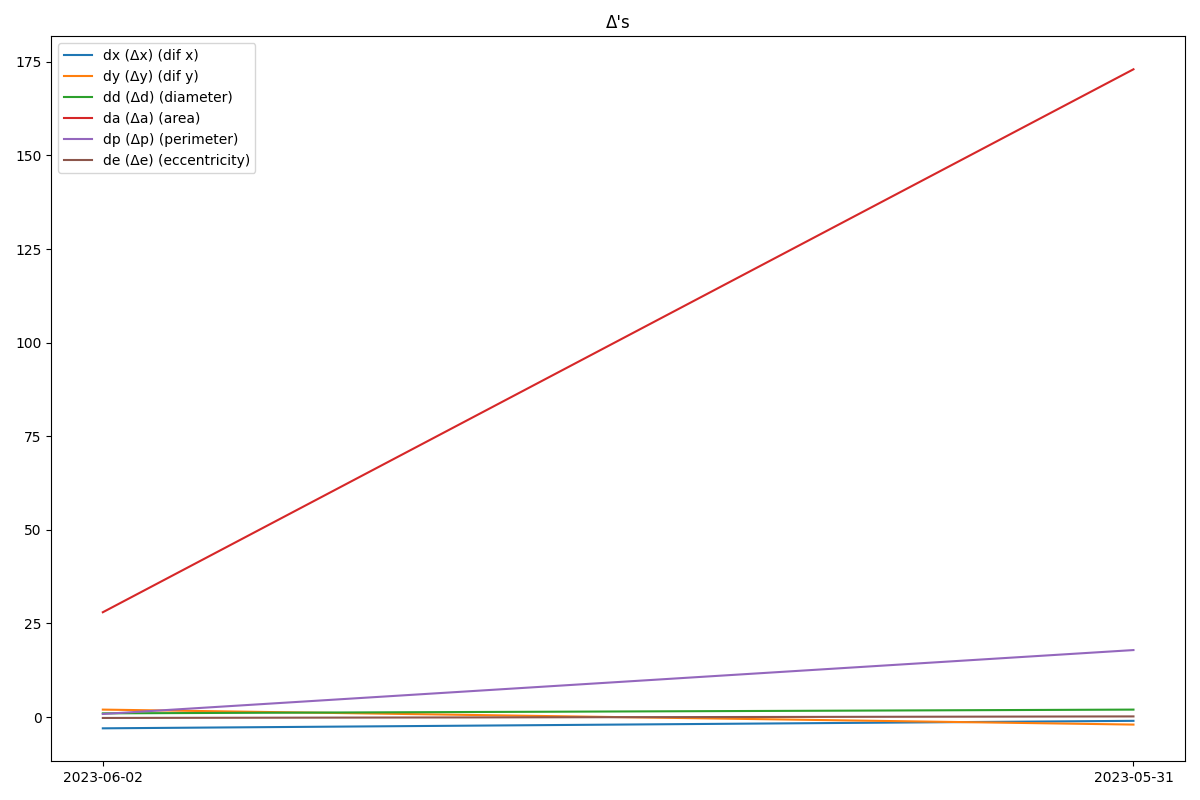 Δ's
dx (Δx) (dif x)
dy (Δy) (dif y)
dd (Δd) (diameter)
da (Δa) (area)
dp (Δp) (perimeter)
de (Δe) (eccentricity)
175
150
125
100
75
50
25
0
2023-06-02
2023-05-31